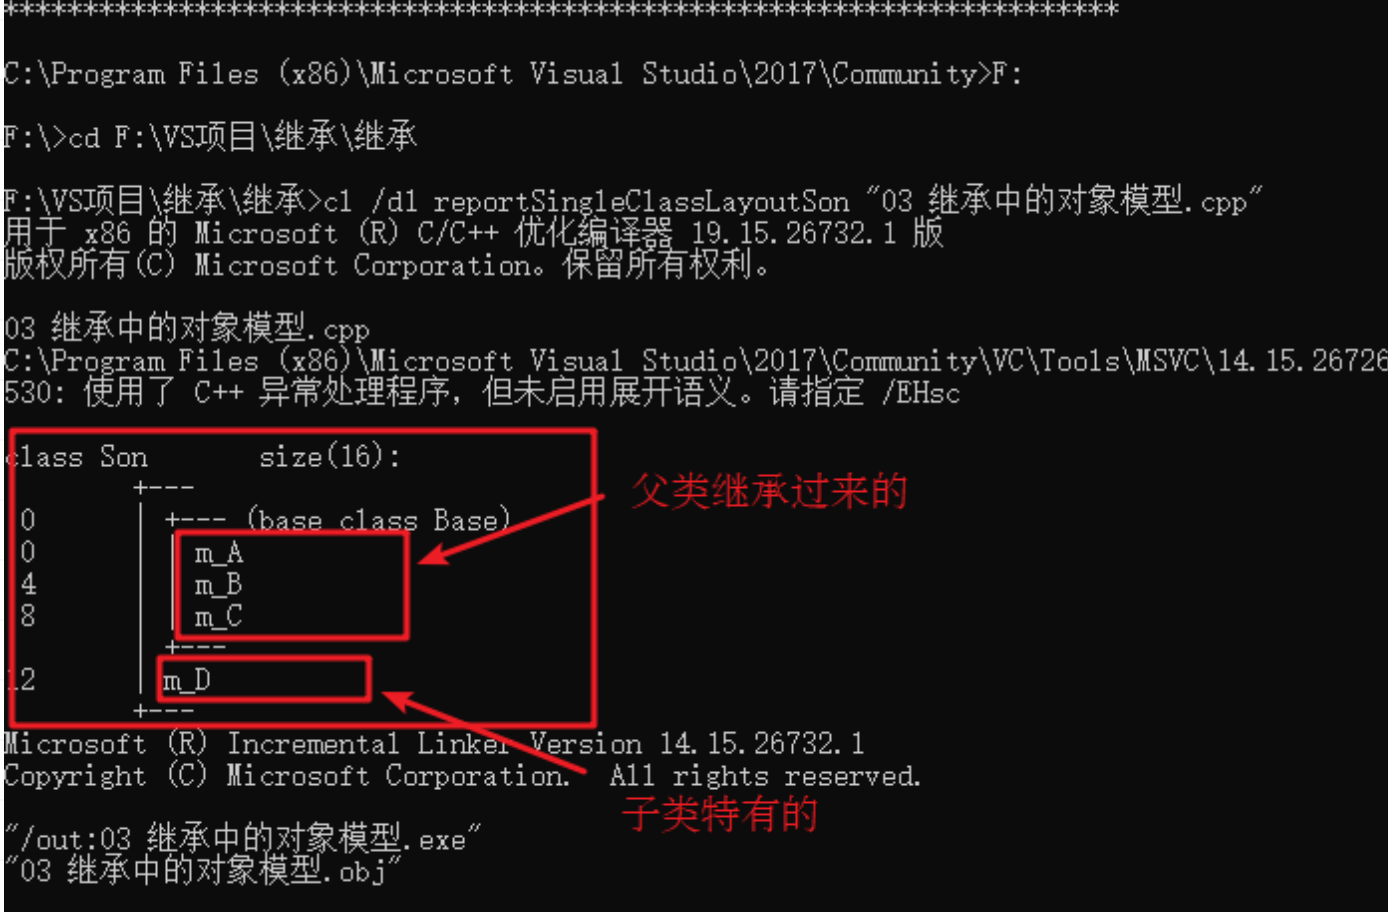 ***********************************************************************
C:\Program Files (x86)\Microsoft Visual Studio\2017\Community>F:
F:\>cd F:\VS项目\继承\继承
F:\VS项目\继承\继承>cl /d1 reportSingleClassLayoutSon "03 继承中的对象模型.cpp"
用于 x86 的 Microsoft (R) C/C++ 优化编译器 19.15.26732.1 版
版权所有(C) Microsoft Corporation。保留所有权利。
03 继承中的对象模型.cpp
C:\Program Files (x86)\Microsoft Visual Studio\2017\Community\VC\Tools\MSVC\14.15.26726
530: 使用了 C++ 异常处理程序，但未启用展开语义。请指定 /EHsc
class Son       size(16):
        +---
父类继承过来的
 0      | +--- (base class Base)
 0      | | m_A
 4      | | m_B
 8      | | m_C
        | +---
12      | m_D
        +---
Microsoft (R) Incremental Linker Version 14.15.26732.1
Copyright (C) Microsoft Corporation.  All rights reserved.
子类特有的
"/out:03 继承中的对象模型.exe"
"03 继承中的对象模型.obj"